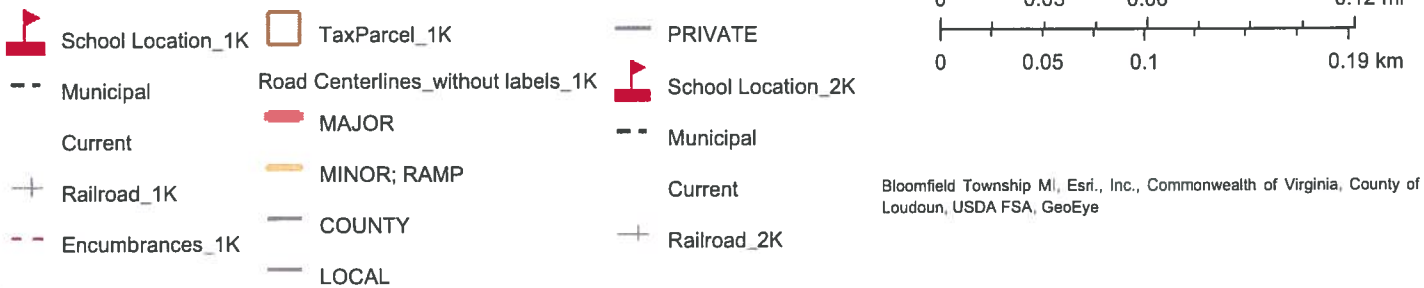 School Location_1K
Municipal
Current
Railroad_1K
Encumbrances_1K
TaxParcel_1K
Road Centerlines_without labels_1K
MAJOR
MINOR; RAMP
COUNTY
LOCAL
PRIVATE
School Location_2K
Municipal
Current
Railroad_2K
0 0.05 0.1 0.19 km
Bloomfield Township MI, Esri., Inc., Commonwealth of Virginia, County of
Loudoun, USDA FSA, GeoEye